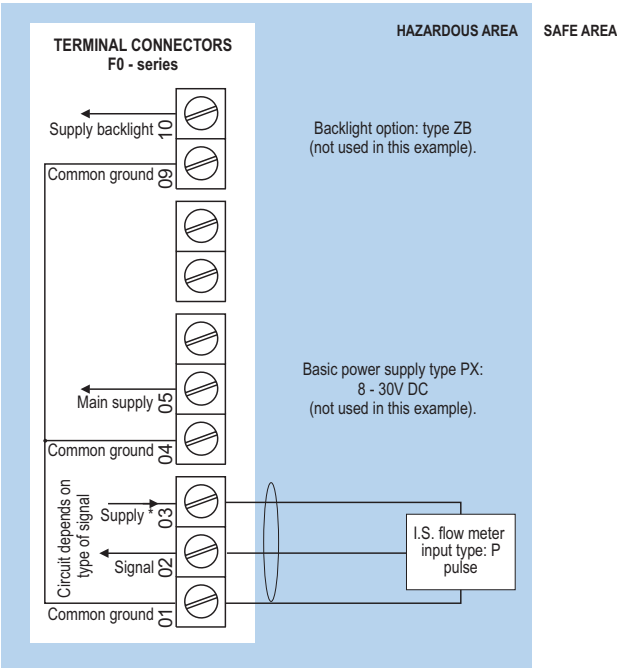 HAZARDOUS AREA
SAFE AREA
TERMINAL CONNECTORS
F0 - series
Supply backlight
10
Backlight option: type ZB
(not used in this example).
Common ground
09
Basic power supply type PX:
8 - 30V DC
(not used in this example).
Main supply
05
Common ground
04
Circuit depends on
type of signal
Supply *
03
Signal
02
Common ground
01
I.S. flow meter
input type: P
pulse